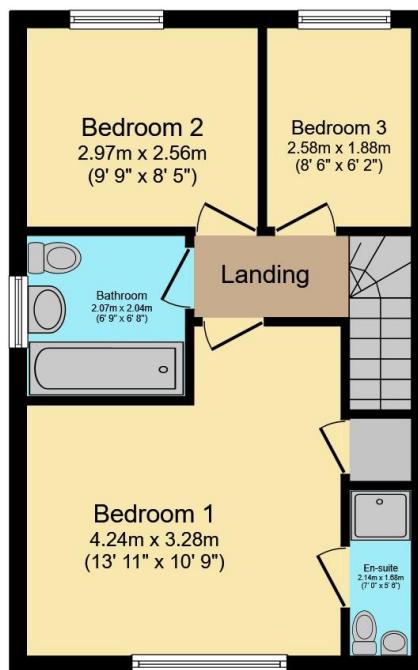 Bedroom 2
2.97m x 2.56m
(9' 9" x 8' 5")
Bedroom 3
2.58m x 1.88m
(8' 6" x 6' 2")
Landing
Bathroom
2.07m x 2.04m
(6' 9" x 6' 8")
Bedroom 1
4.24m x 3.28m
(13' 11" x 10' 9")
En-suite
2.14m x 1.68m
(7' 0" x 5' 6")